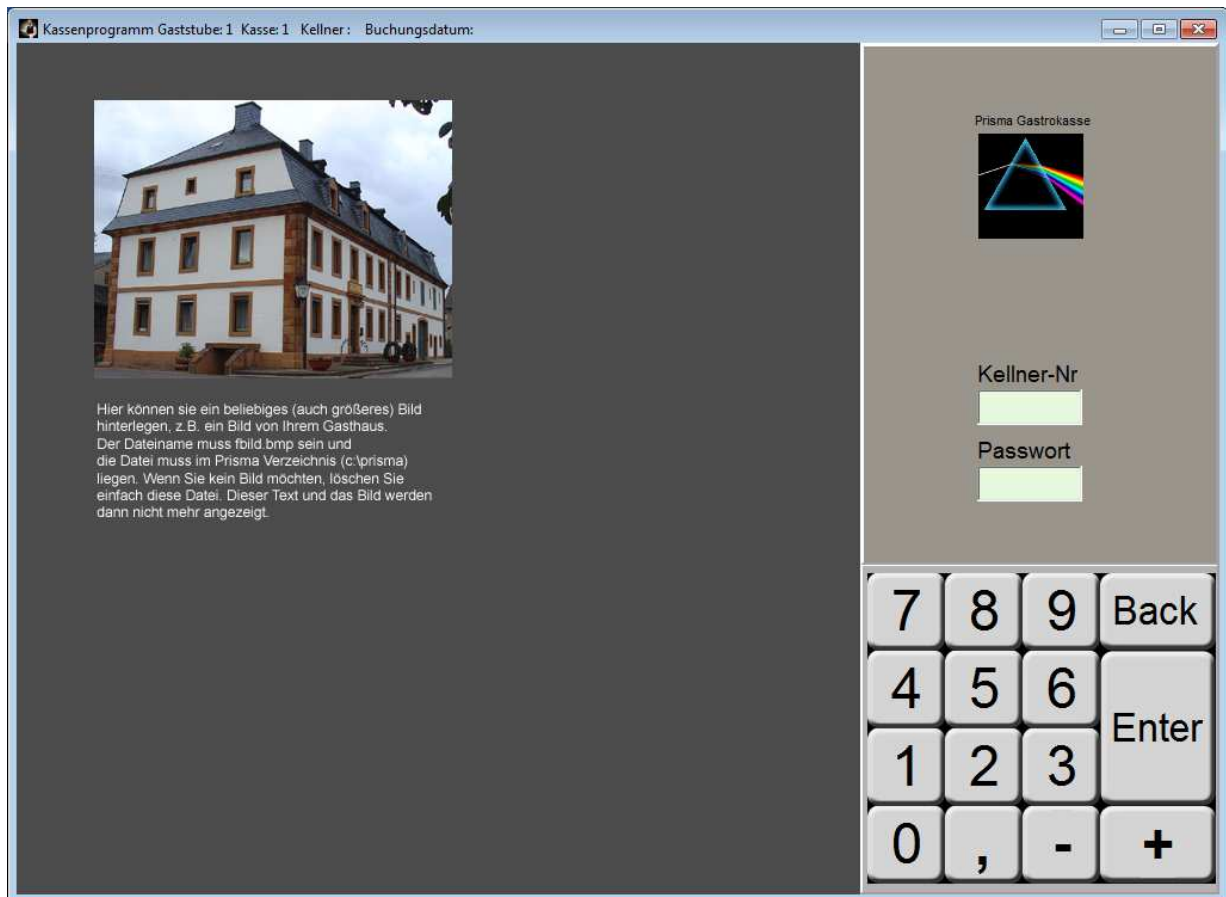 Kassenprogramm Gaststube: 1 Kasse: 1 Kellner : Buchungsdatum:
Hier können sie ein beliebiges (auch größeres) Bild
hinterlegen, z.B. ein Bild von Ihrem Gasthaus.
Der Dateiname muss fbild.bmp sein und
die Datei muss im Prisma Verzeichnis (c:\prisma)
liegen. Wenn Sie kein Bild möchten, löschen Sie
einfach diese Datei. Dieser Text und das Bild werden
dann nicht mehr angezeigt.
Prisma Gastrokasse
Kellner-Nr
Passwort
7 8 9 Back
4 5 6
Enter
1 2 3
0 , - +